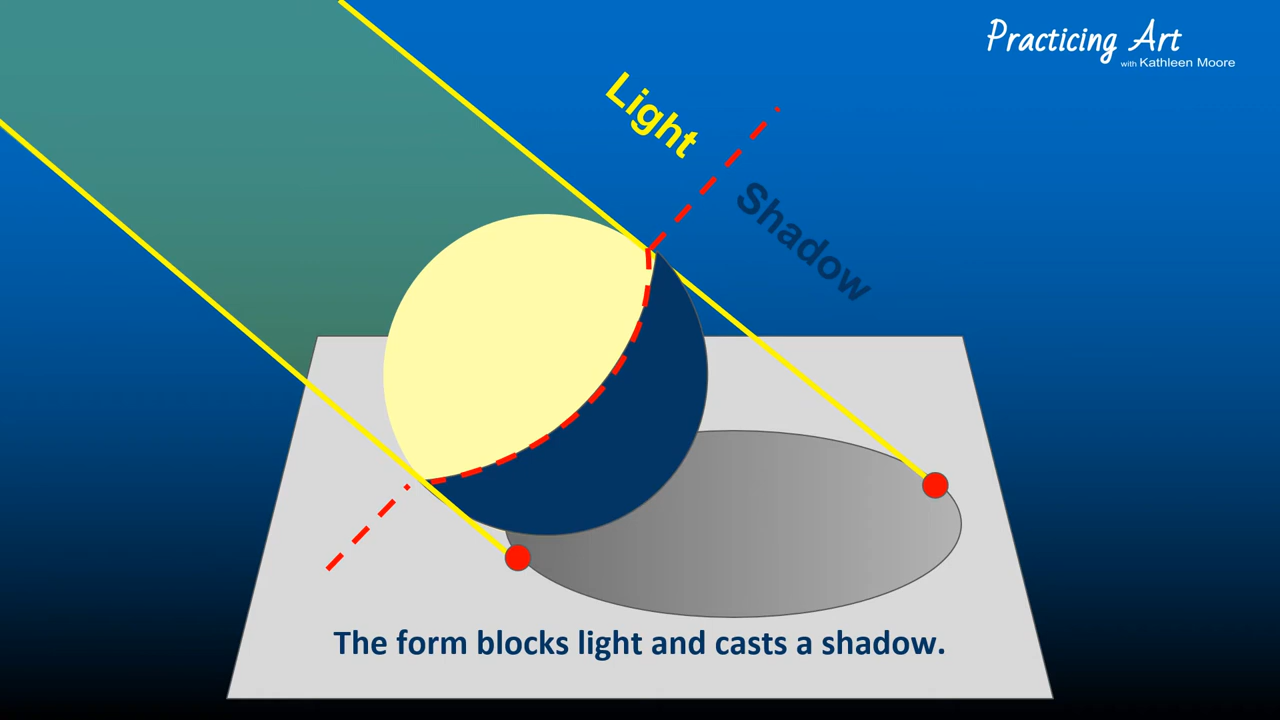 Practicing Art
with Kathleen Moore
Light
Shadow
The form blocks light and casts a shadow.